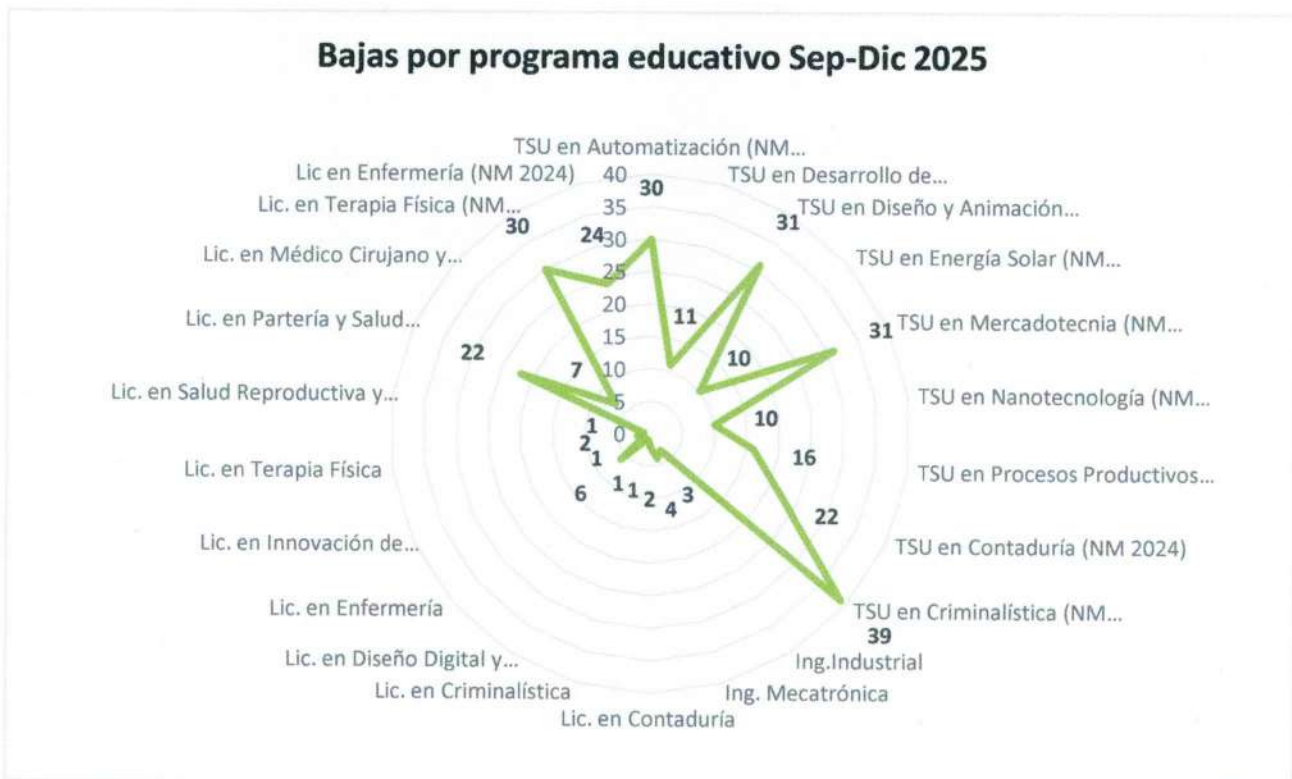 Bajas por programa educativo Sep-Dic 2025
TSU en Automatización (NM...
TSU en Desarrollo de...
TSU en Diseño y Animación...
TSU en Energía Solar (NM...
TSU en Mercadotecnia (NM...
TSU en Nanotecnología (NM...
TSU en Procesos Productivos...
TSU en Contaduría (NM 2024)
TSU en Criminalística (NM...
Ing.Industrial
Ing. Mecatrónica
Lic. en Contaduría
Lic. en Criminalística
Lic. en Diseño Digital y...
Lic. en Enfermería
Lic. en Innovación de...
Lic. en Terapia Física
Lic. en Salud Reproductiva y...
Lic. en Partería y Salud...
Lic. en Médico Cirujano y...
Lic. en Terapia Física (NM...
Lic en Enfermería (NM 2024)
40
35
30
25
20
15
10
5
0
30
11
31
10
31
10
16
22
39
3
4
2
1
1
6
1
2
1
22
7
30
24